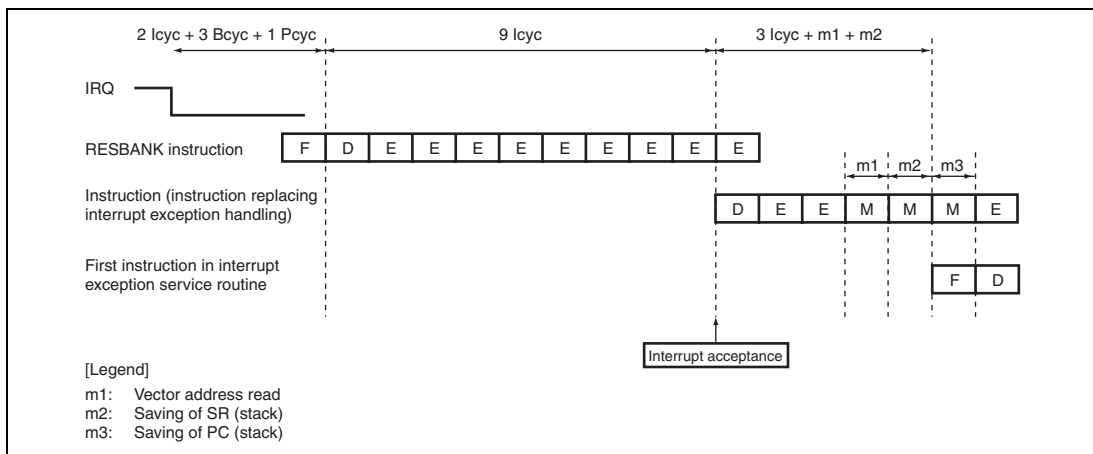 2 Icyc + 3 Bcyc + 1 Pcyc 9 Icyc 3 Icyc + m1 + m2
IRQ
RESBANK instruction F D E E E E E E E E E
m1 m2 m3
Instruction (instruction replacing
interrupt exception handling)
D E E M M M E
First instruction in interrupt
exception service routine
F D
Interrupt acceptance
[Legend]
m1: Vector address read
m2: Saving of SR (stack)
m3: Saving of PC (stack)